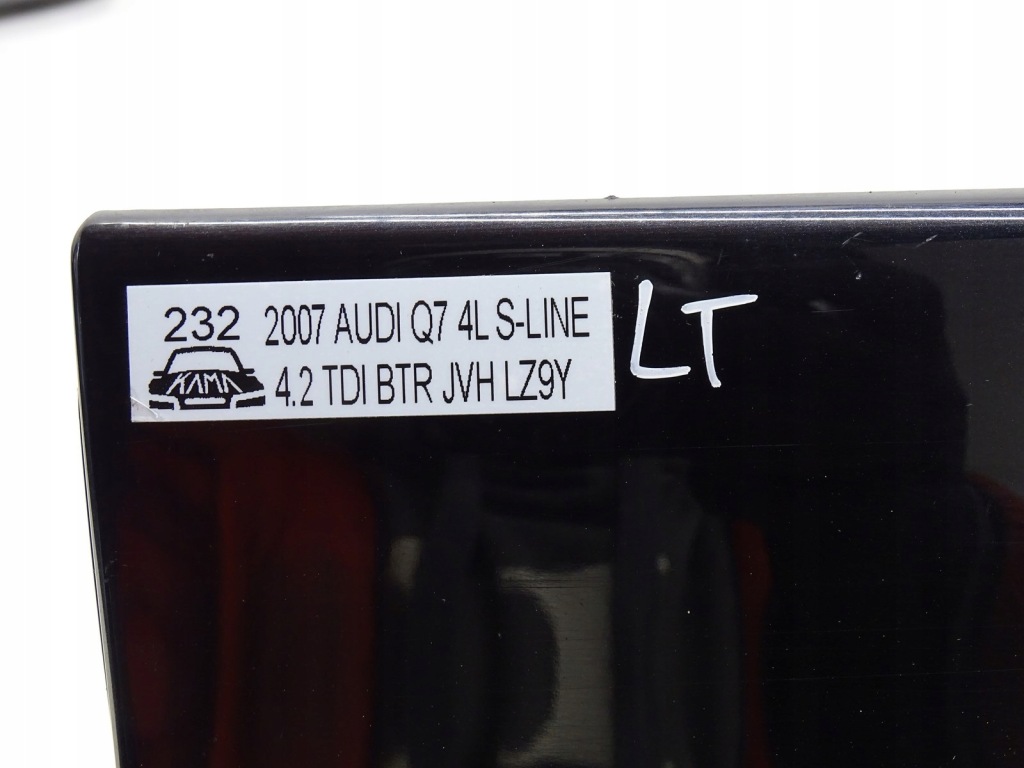 232
2007 AUDI Q7 4L S-LINE
KAMA
4.2 TDI BTR JVH LZ9Y
LT